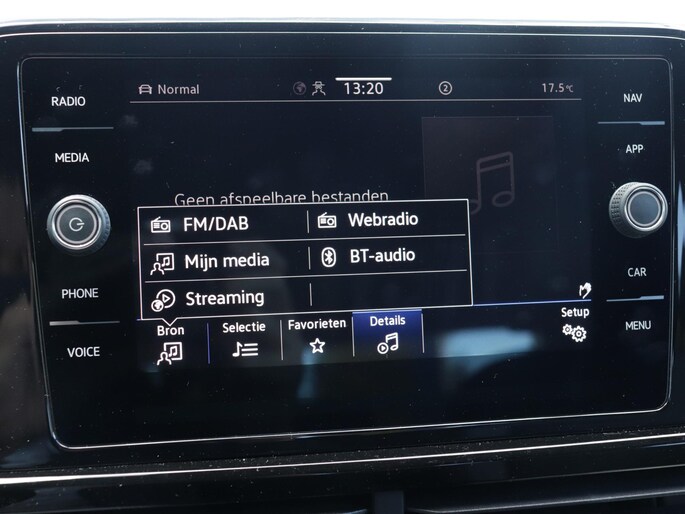 RADIO
MEDIA
PHONE
VOICE
Normal
13:20
2
17.5°C
NAV
APP
CAR
MENU
Geen afspeelbare bestanden
FM/DAB
Webradio
Mijn media
BT-audio
Streaming
Bron
Selectie
Favorieten
Details
Setup